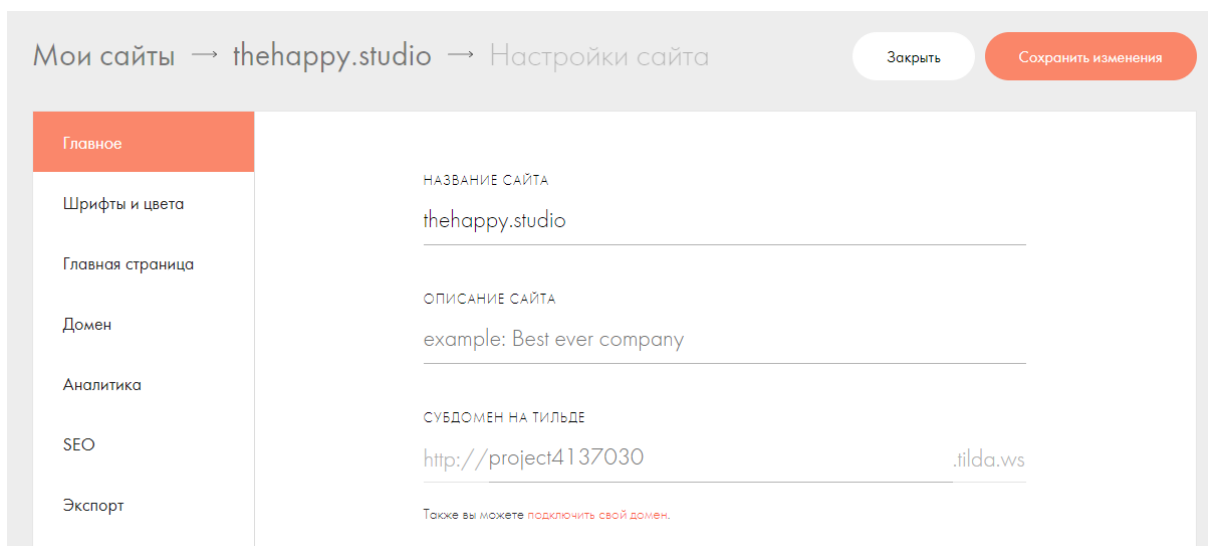 Мои сайты → thehappy.studio → Настройки сайта
Закрыть
Сохранить изменения
Главное
Шрифты и цвета
Главная страница
Домен
Аналитика
SEO
Экспорт
НАЗВАНИЕ САЙТА
thehappy.studio
ОПИСАНИЕ САЙТА
example: Best ever company
СУБДОМЕН НА ТИЛЬДЕ
http://project4137030 .tilda.ws
Также вы можете подключить свой домен.